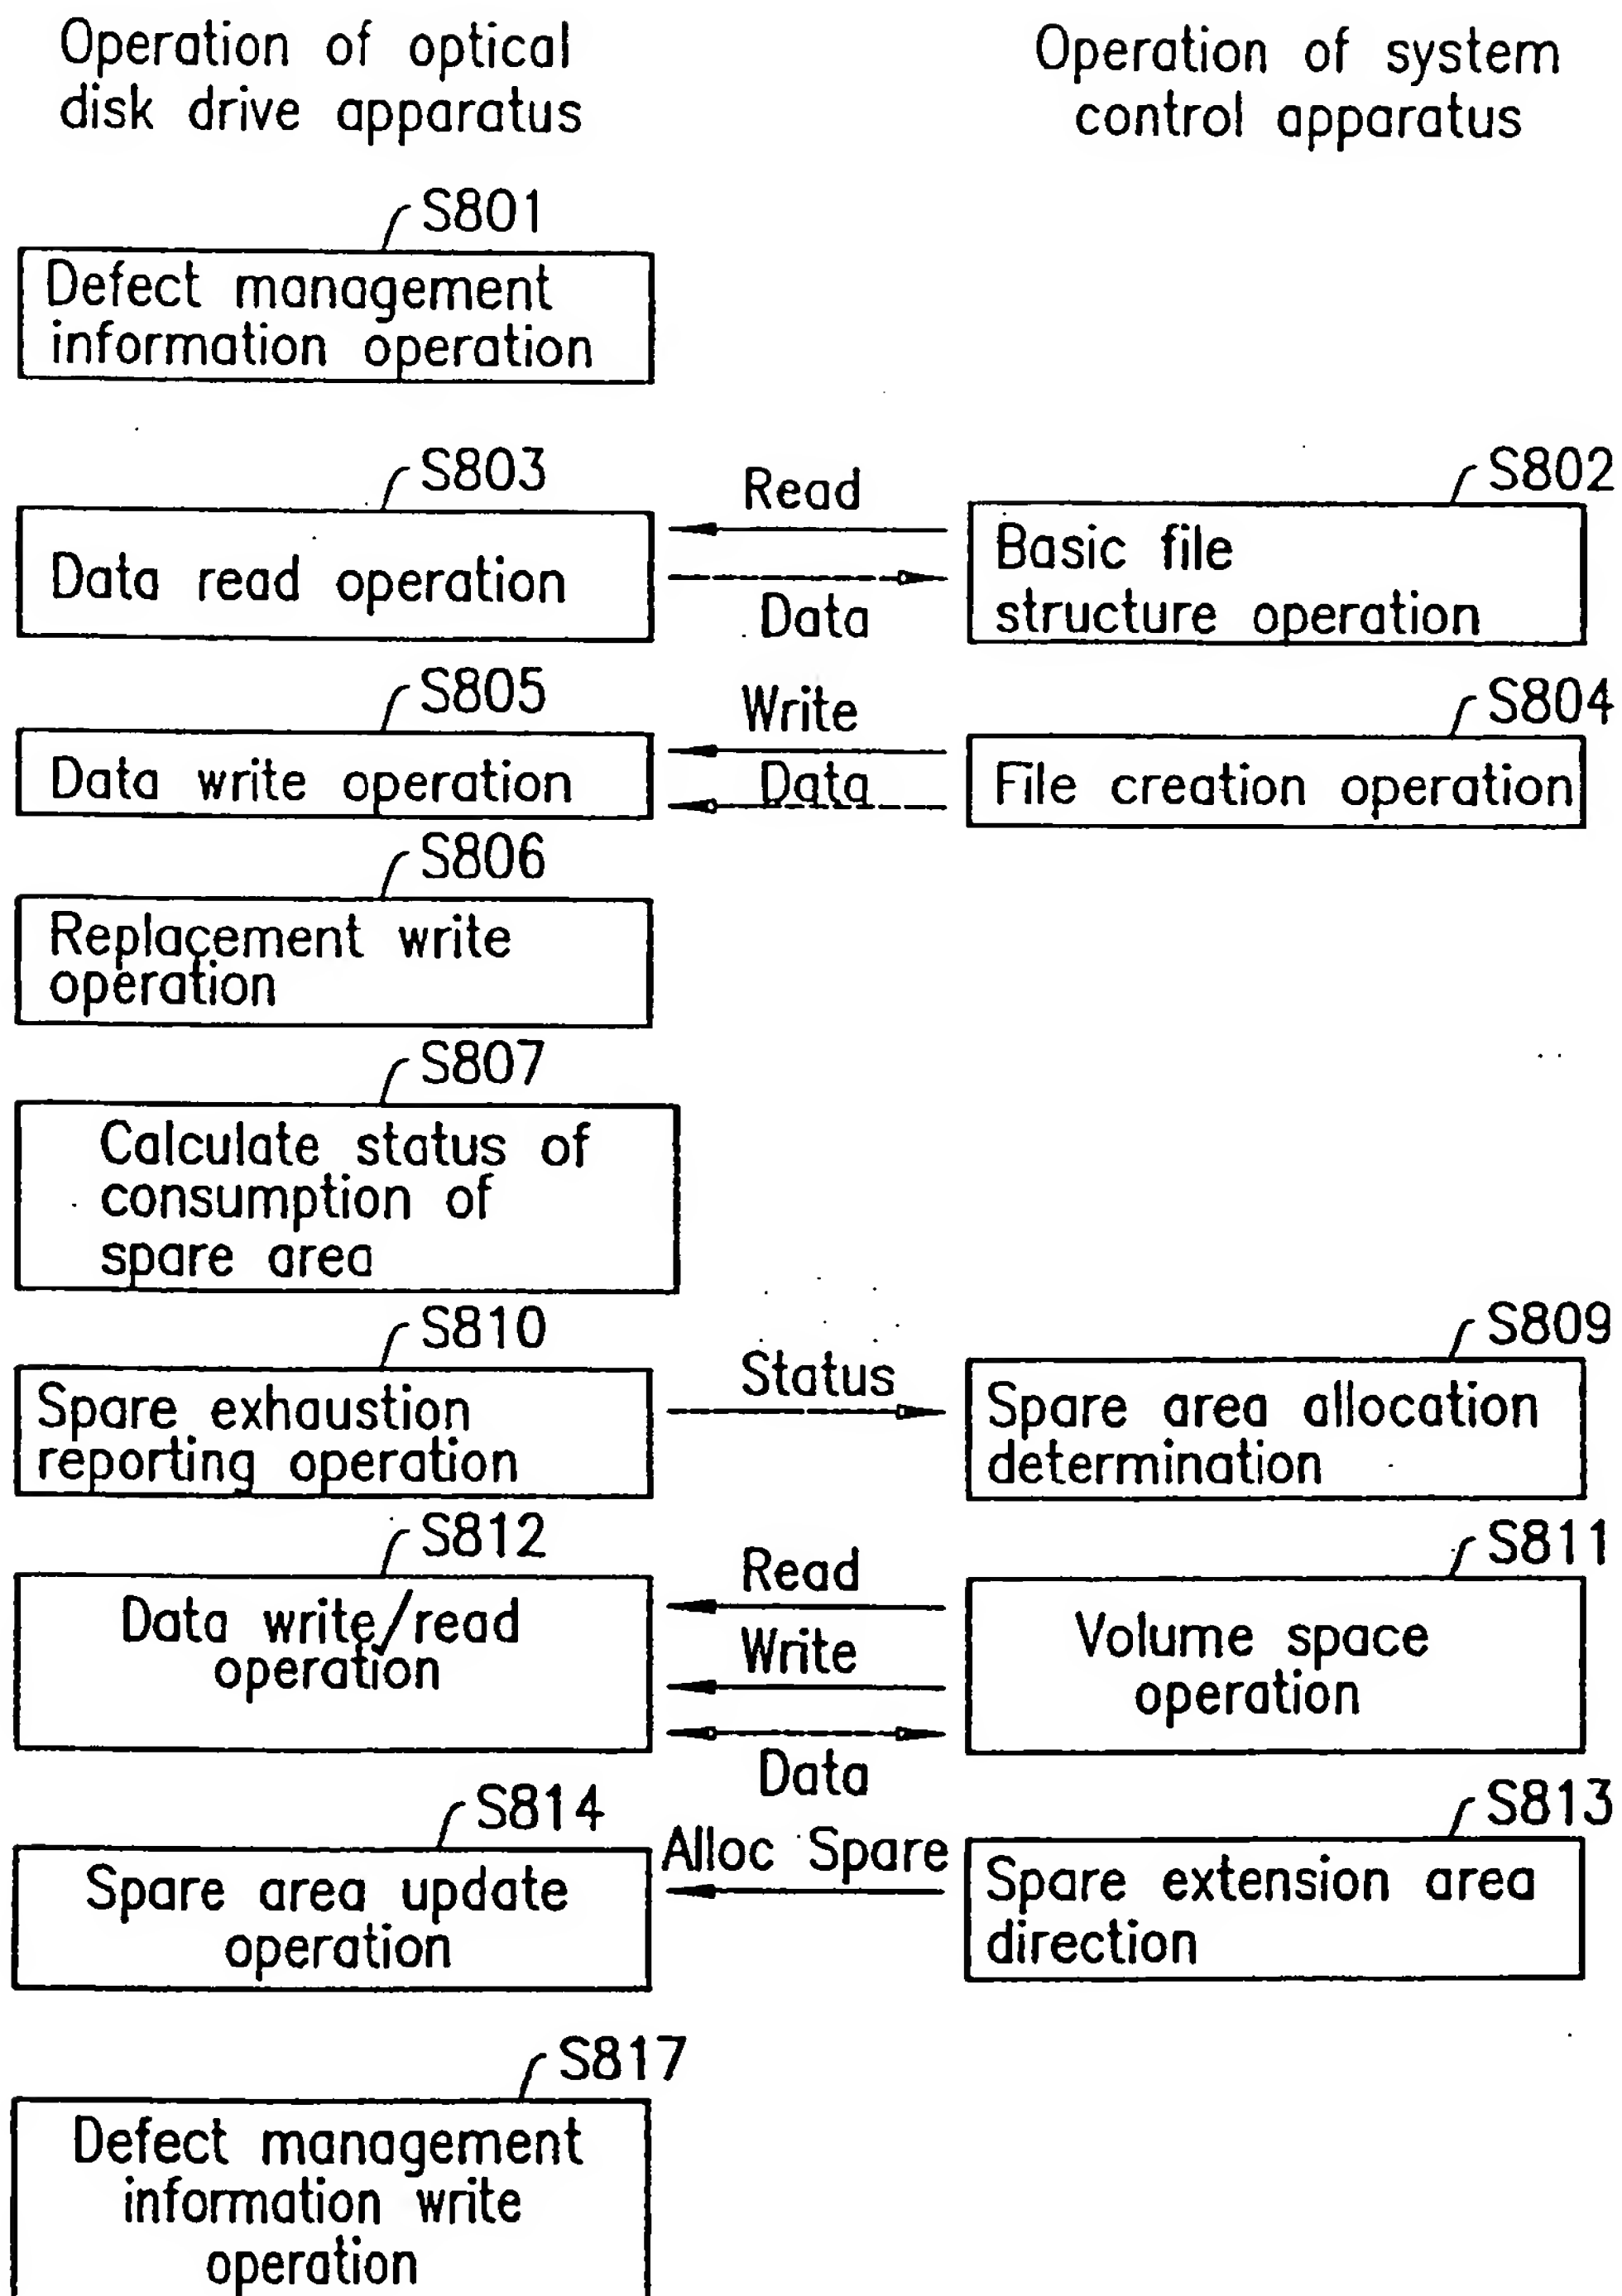 Operation of optical
disk drive apparatus
Operation of system
control apparatus
S801
Defect management
information operation
S803
Data read operation
Read
Data
S802
Basic file
structure operation
S805
Data write operation
Write
Data
S804
File creation operation
S806
Replacement write
operation
S807
Calculate status of
consumption of
spare area
S810
Spare exhaustion
reporting operation
Status
S809
Spare area allocation
determination
S812
Data write/read
operation
Read
Write
Data
S811
Volume space
operation
S814
Spare area update
operation
Alloc Spare
S813
Spare extension area
direction
S817
Defect management
information write
operation